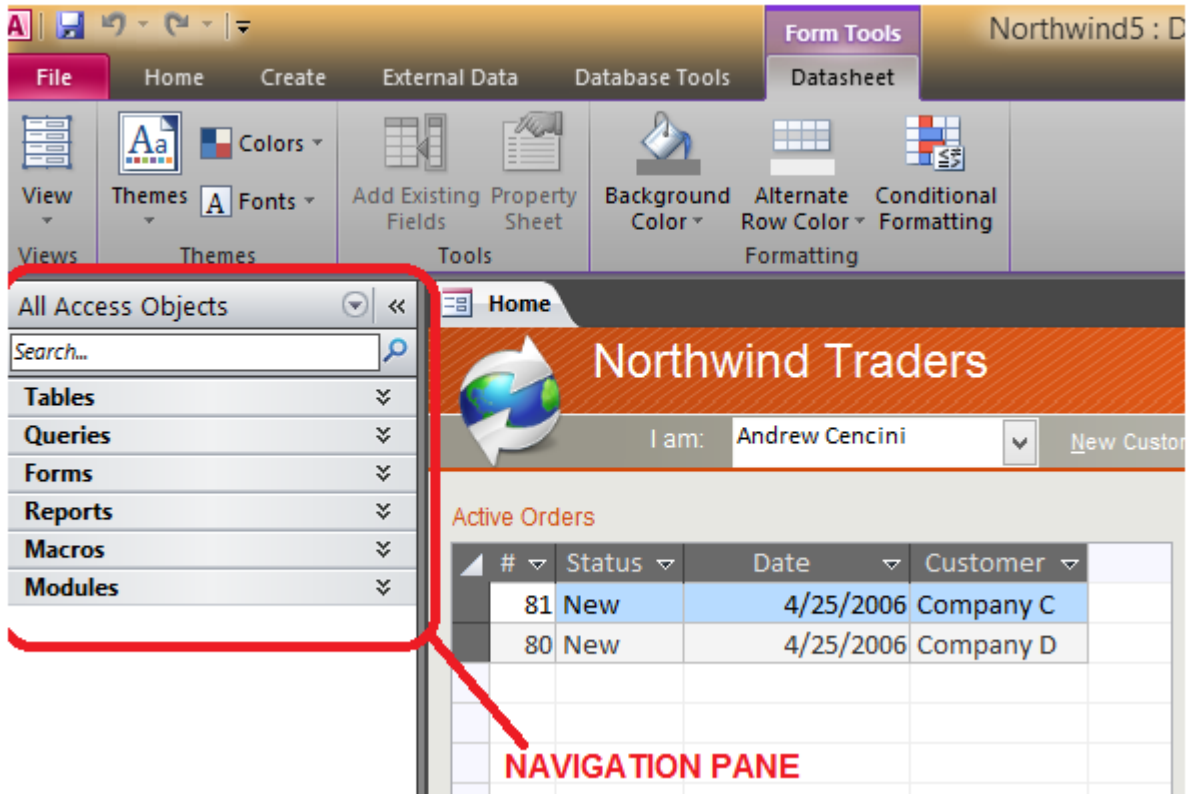 A
Form Tools
Northwind5 : D
File Home Create External Data Database Tools Datasheet
Aa Colors
View Themes A Fonts Add Existing Fields Property Sheet Background Color Alternate Row Color Conditional Formatting
Views Themes Tools Formatting
All Access Objects
Search...
Tables
Queries
Forms
Reports
Macros
Modules
Home
Northwind Traders
I am: Andrew Cencini New Custor
Active Orders
# Status Date Customer
81 New 4/25/2006 Company C
80 New 4/25/2006 Company D
NAVIGATION PANE